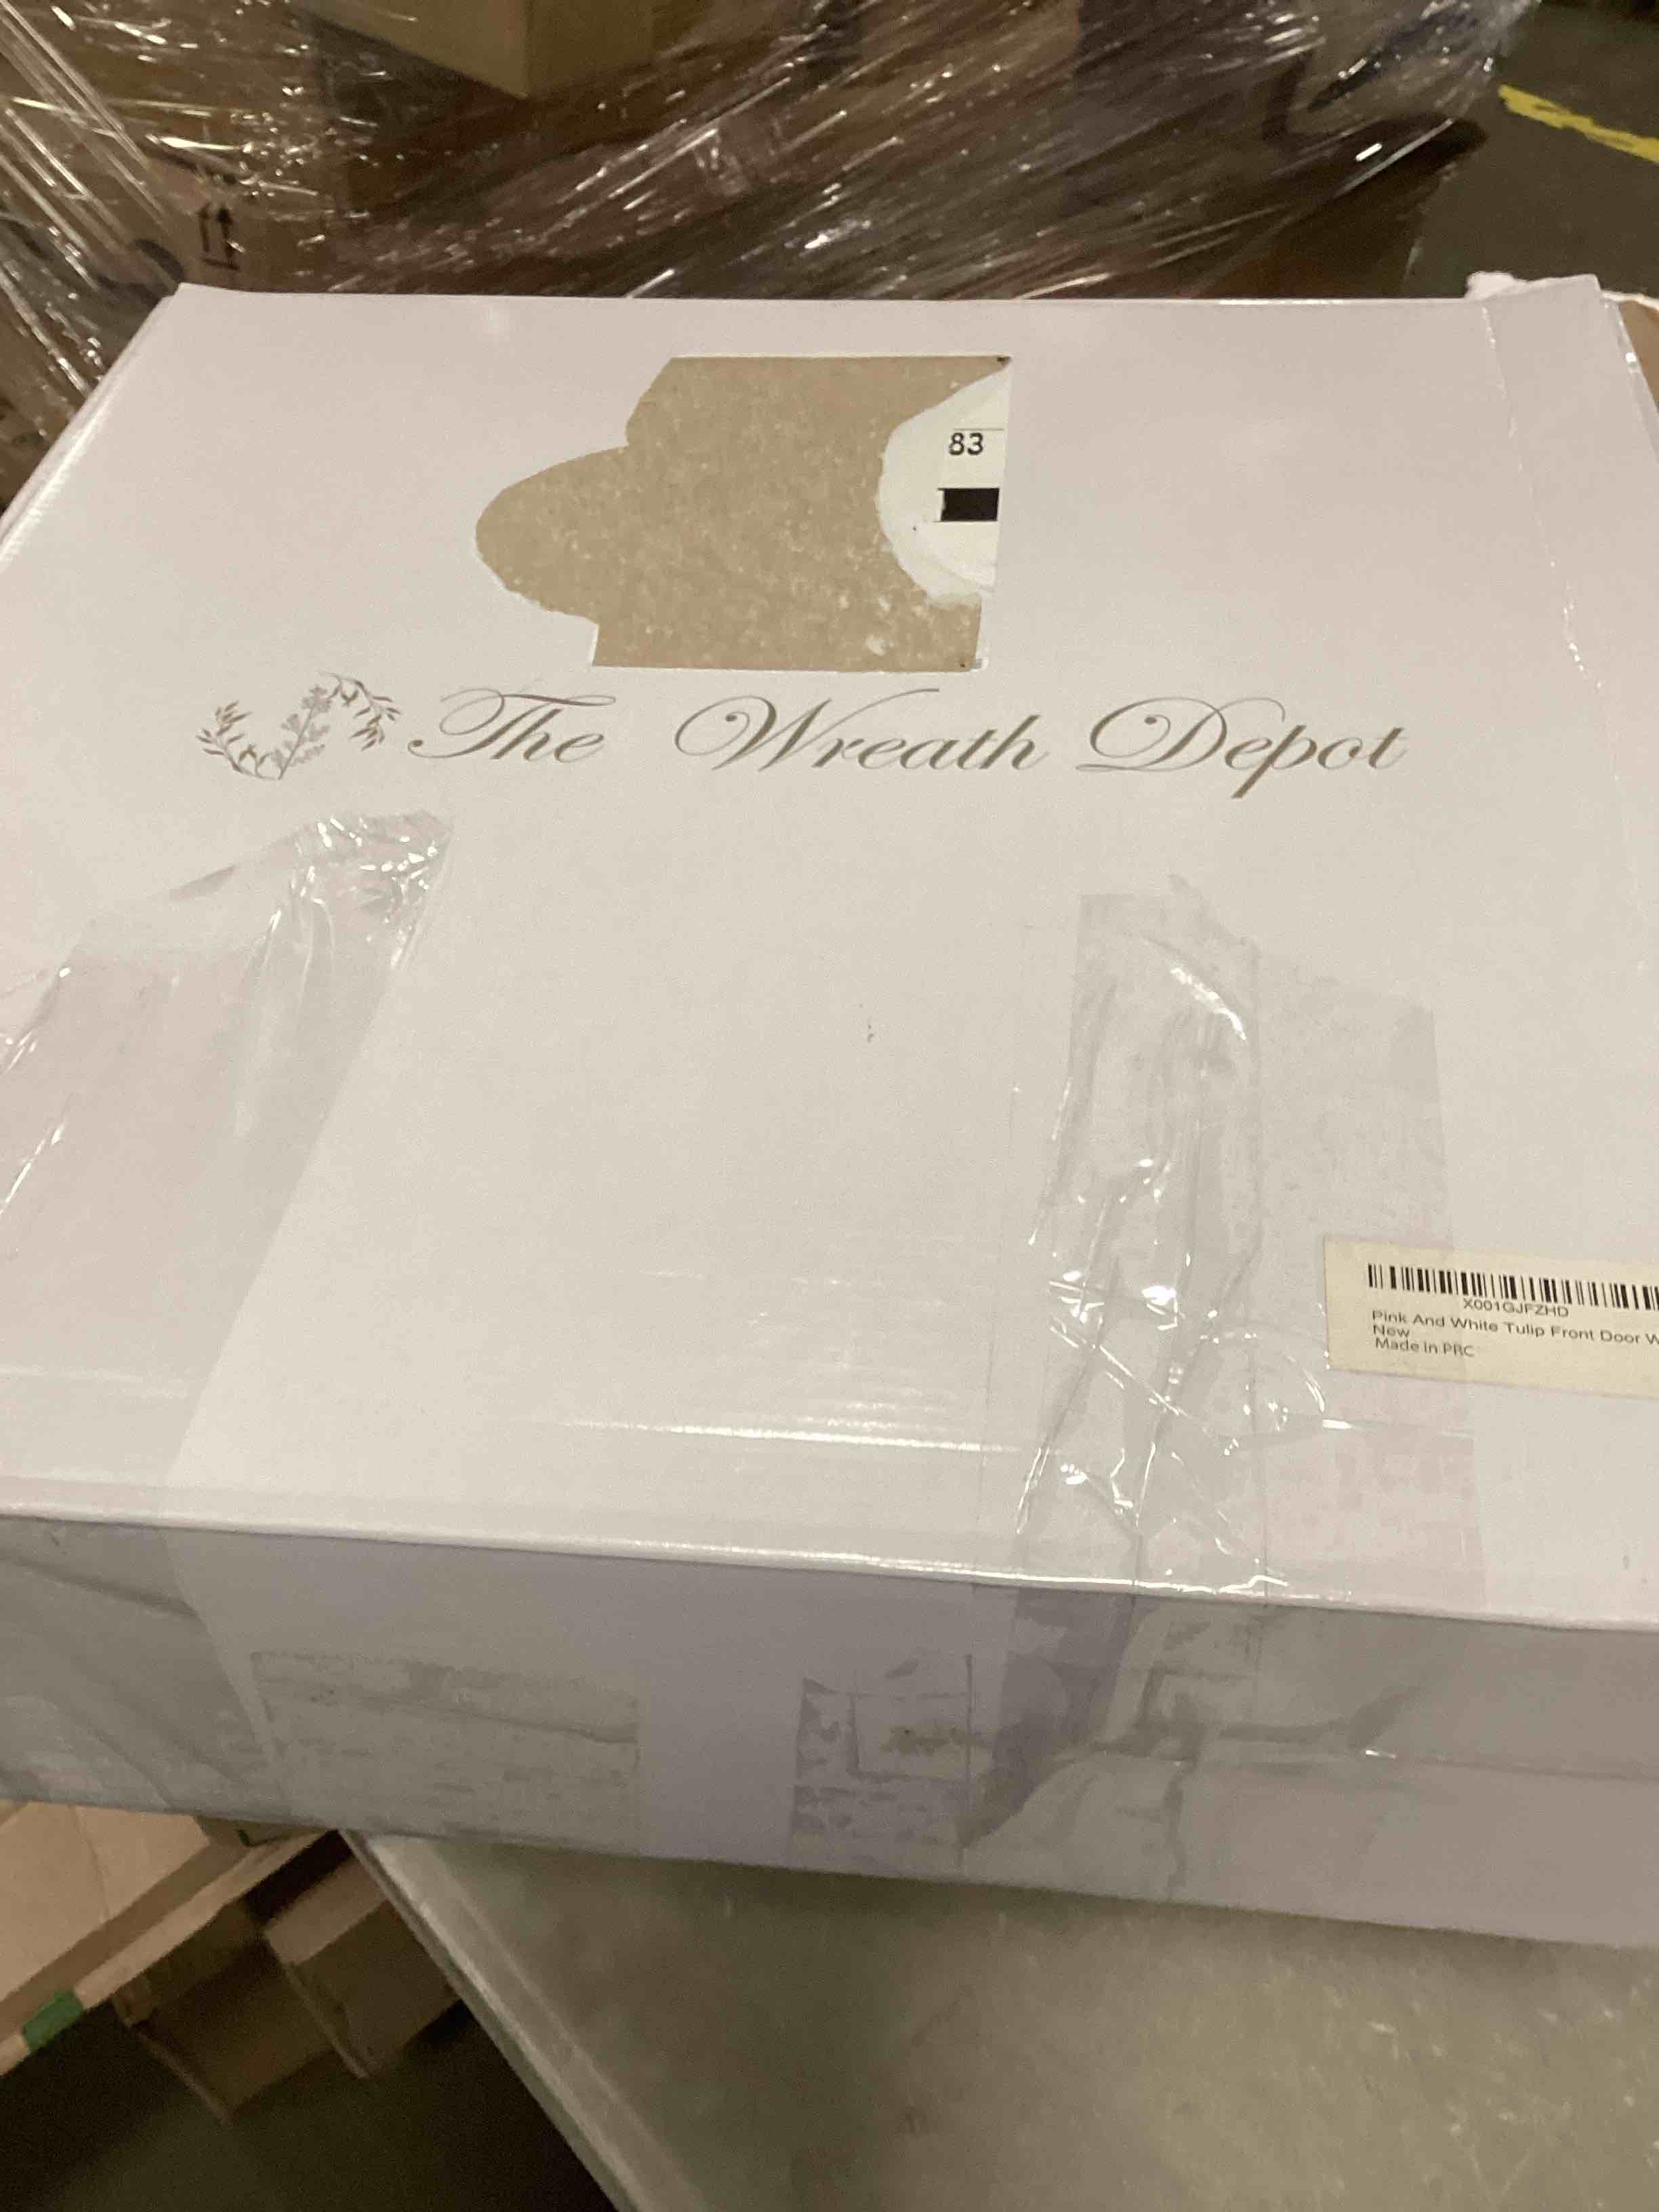 83
The Wreath Depot
X001GJFZHD
Pink And White Tulip Front Door W
New
Made in PRC